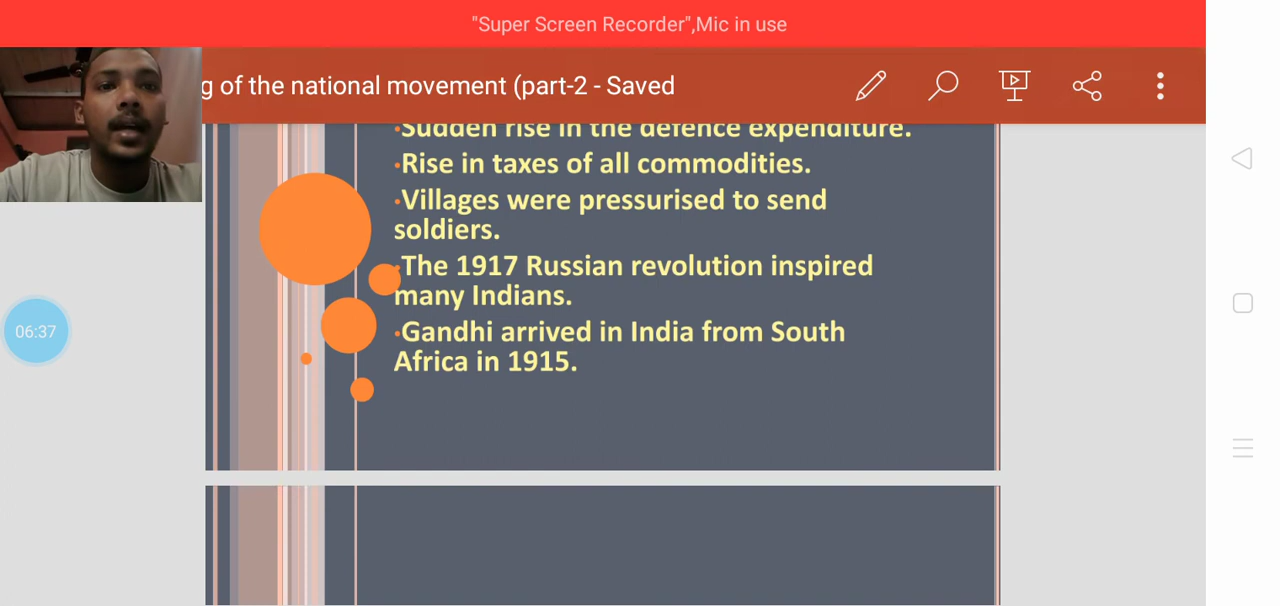 "Super Screen Recorder",Mic in use
g of the national movement (part-2 - Saved
•Sudden rise in the defence expenditure.
•Rise in taxes of all commodities.
•Villages were pressurised to send
soldiers.
•The 1917 Russian revolution inspired
many Indians.
•Gandhi arrived in India from South
Africa in 1915.
06:37